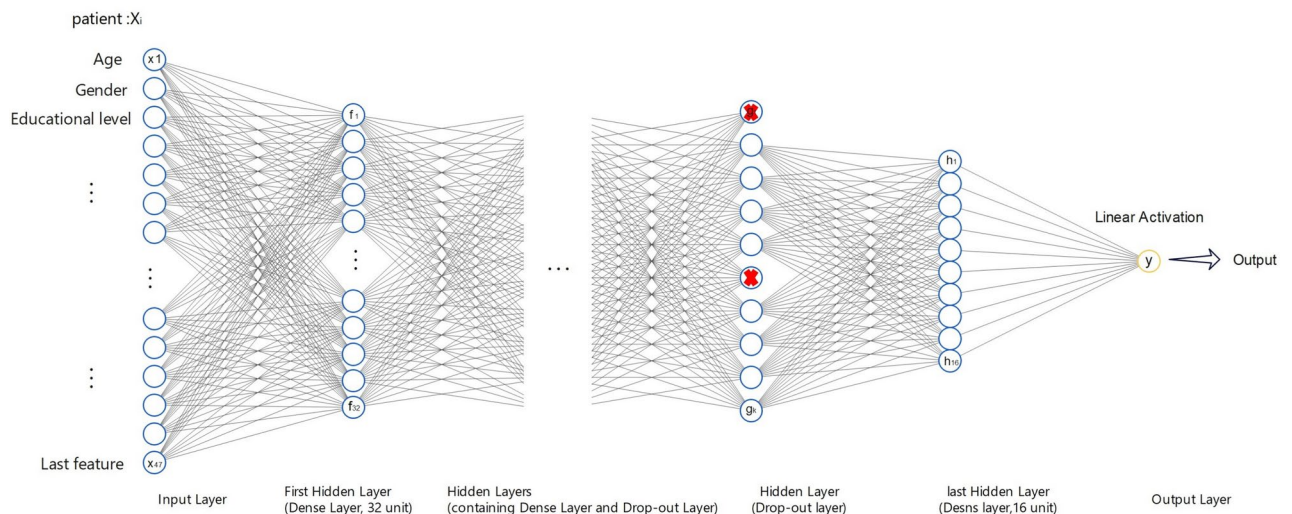 patient :Xi
Age
x1
Gender
Educational level
⋮
...
⋮
Last feature
x47
f1
⋮
f32
...
gk
h1
h16
Linear Activation
y
Output
Input Layer
First Hidden Layer
(Dense Layer, 32 unit)
Hidden Layers
(containing Dense Layer and Drop-out Layer)
Hidden Layer
(Drop-out layer)
last Hidden Layer
(Desns layer,16 unit)
Output Layer